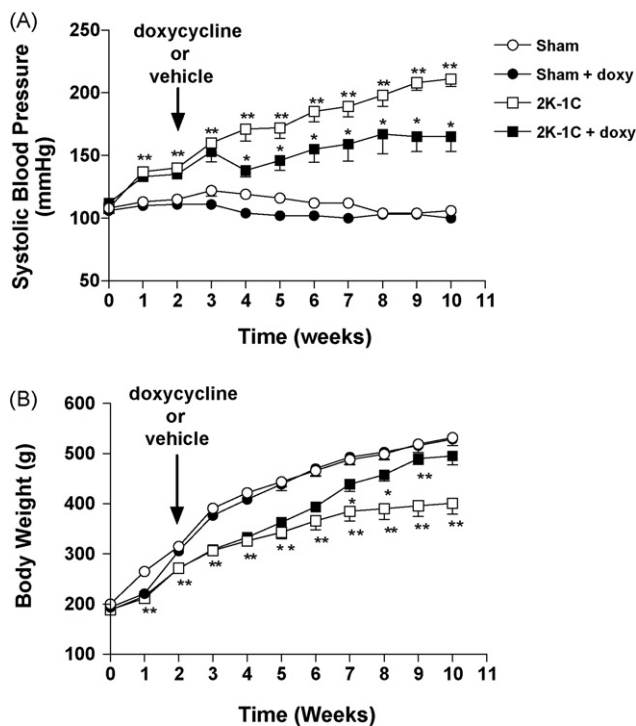 (A)
doxycycline
or
vehicle
Systolic Blood Pressure
(mmHg)
250
200
150
100
50
** ** ** ** ** ** ** ** ** **
* * * * * * *
0 1 2 3 4 5 6 7 8 9 10 11
Time (weeks)
Sham
Sham + doxy
2K-1C
2K-1C + doxy
(B)
doxycycline
or
vehicle
Body Weight (g)
600
500
400
300
200
100
* * **
** ** ** ** * * ** ** ** ** **
0 1 2 3 4 5 6 7 8 9 10 11
Time (Weeks)